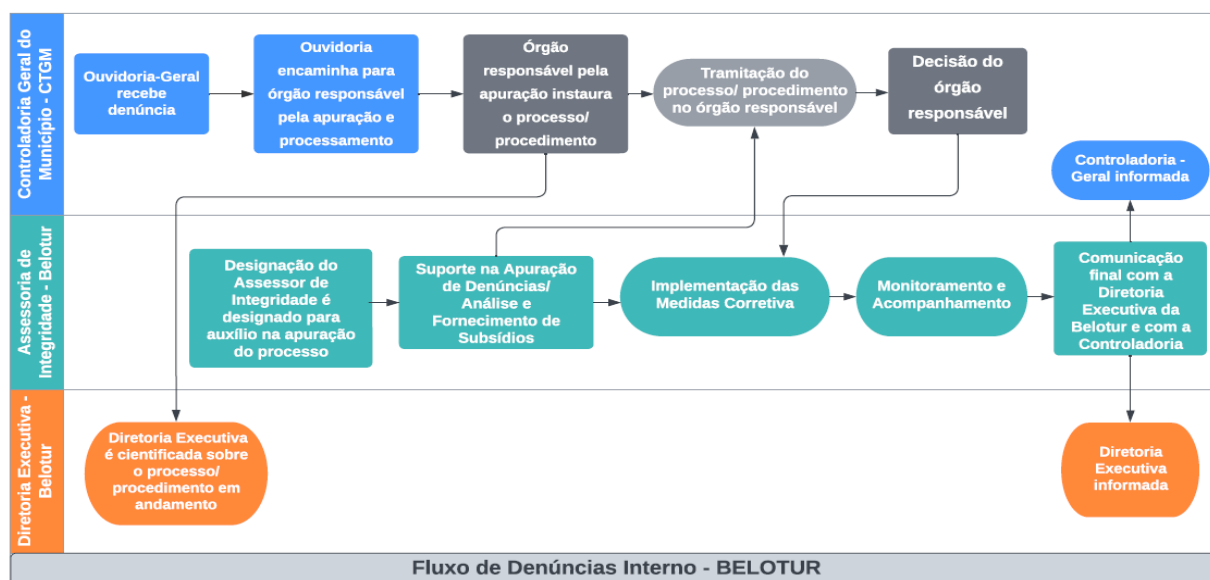 Controladoria Geral do
Município - CTGM
Ouvidoria-Geral
recebe
denúncia
Ouvidoria
encaminha para
órgão responsável
pela apuração e
processamento
Órgão
responsável pela
apuração instaura
o processo/
procedimento
Tramitação do
processo/ procedimento
no órgão responsável
Decisão do
órgão
responsável
Controladoria -
Geral informada
Assessoria de
Integridade - Belotur
Designação do
Assessor de
Integridade é
designado para
auxílio na apuração
do processo
Suporte na Apuração
de Denúncias/
Análise e
Fornecimento de
Subsídios
Implementação das
Medidas Corretiva
Monitoramento e
Acompanhamento
Comunicação
final com a
Diretoria
Executiva da
Belotur e com a
Controladoria
Diretoria Executiva -
Belotur
Diretoria Executiva
é cientificada sobre
o processo/
procedimento em
andamento
Diretoria
Executiva
informada
Fluxo de Denúncias Interno - BELOTUR